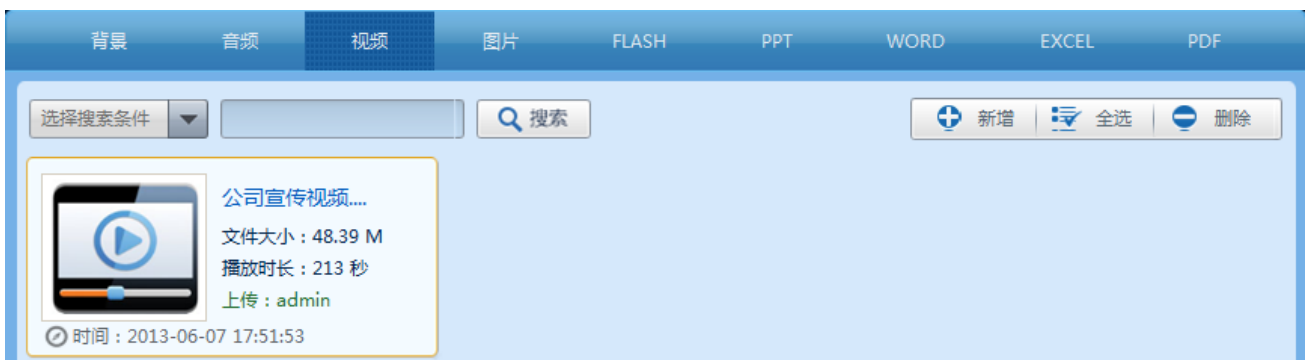 背景 音频 视频 图片 FLASH PPT WORD EXCEL PDF
选择搜索条件 搜索 新增 全选 删除
公司宣传视频....
文件大小：48.39 M
播放时长：213 秒
上传：admin
时间：2013-06-07 17:51:53